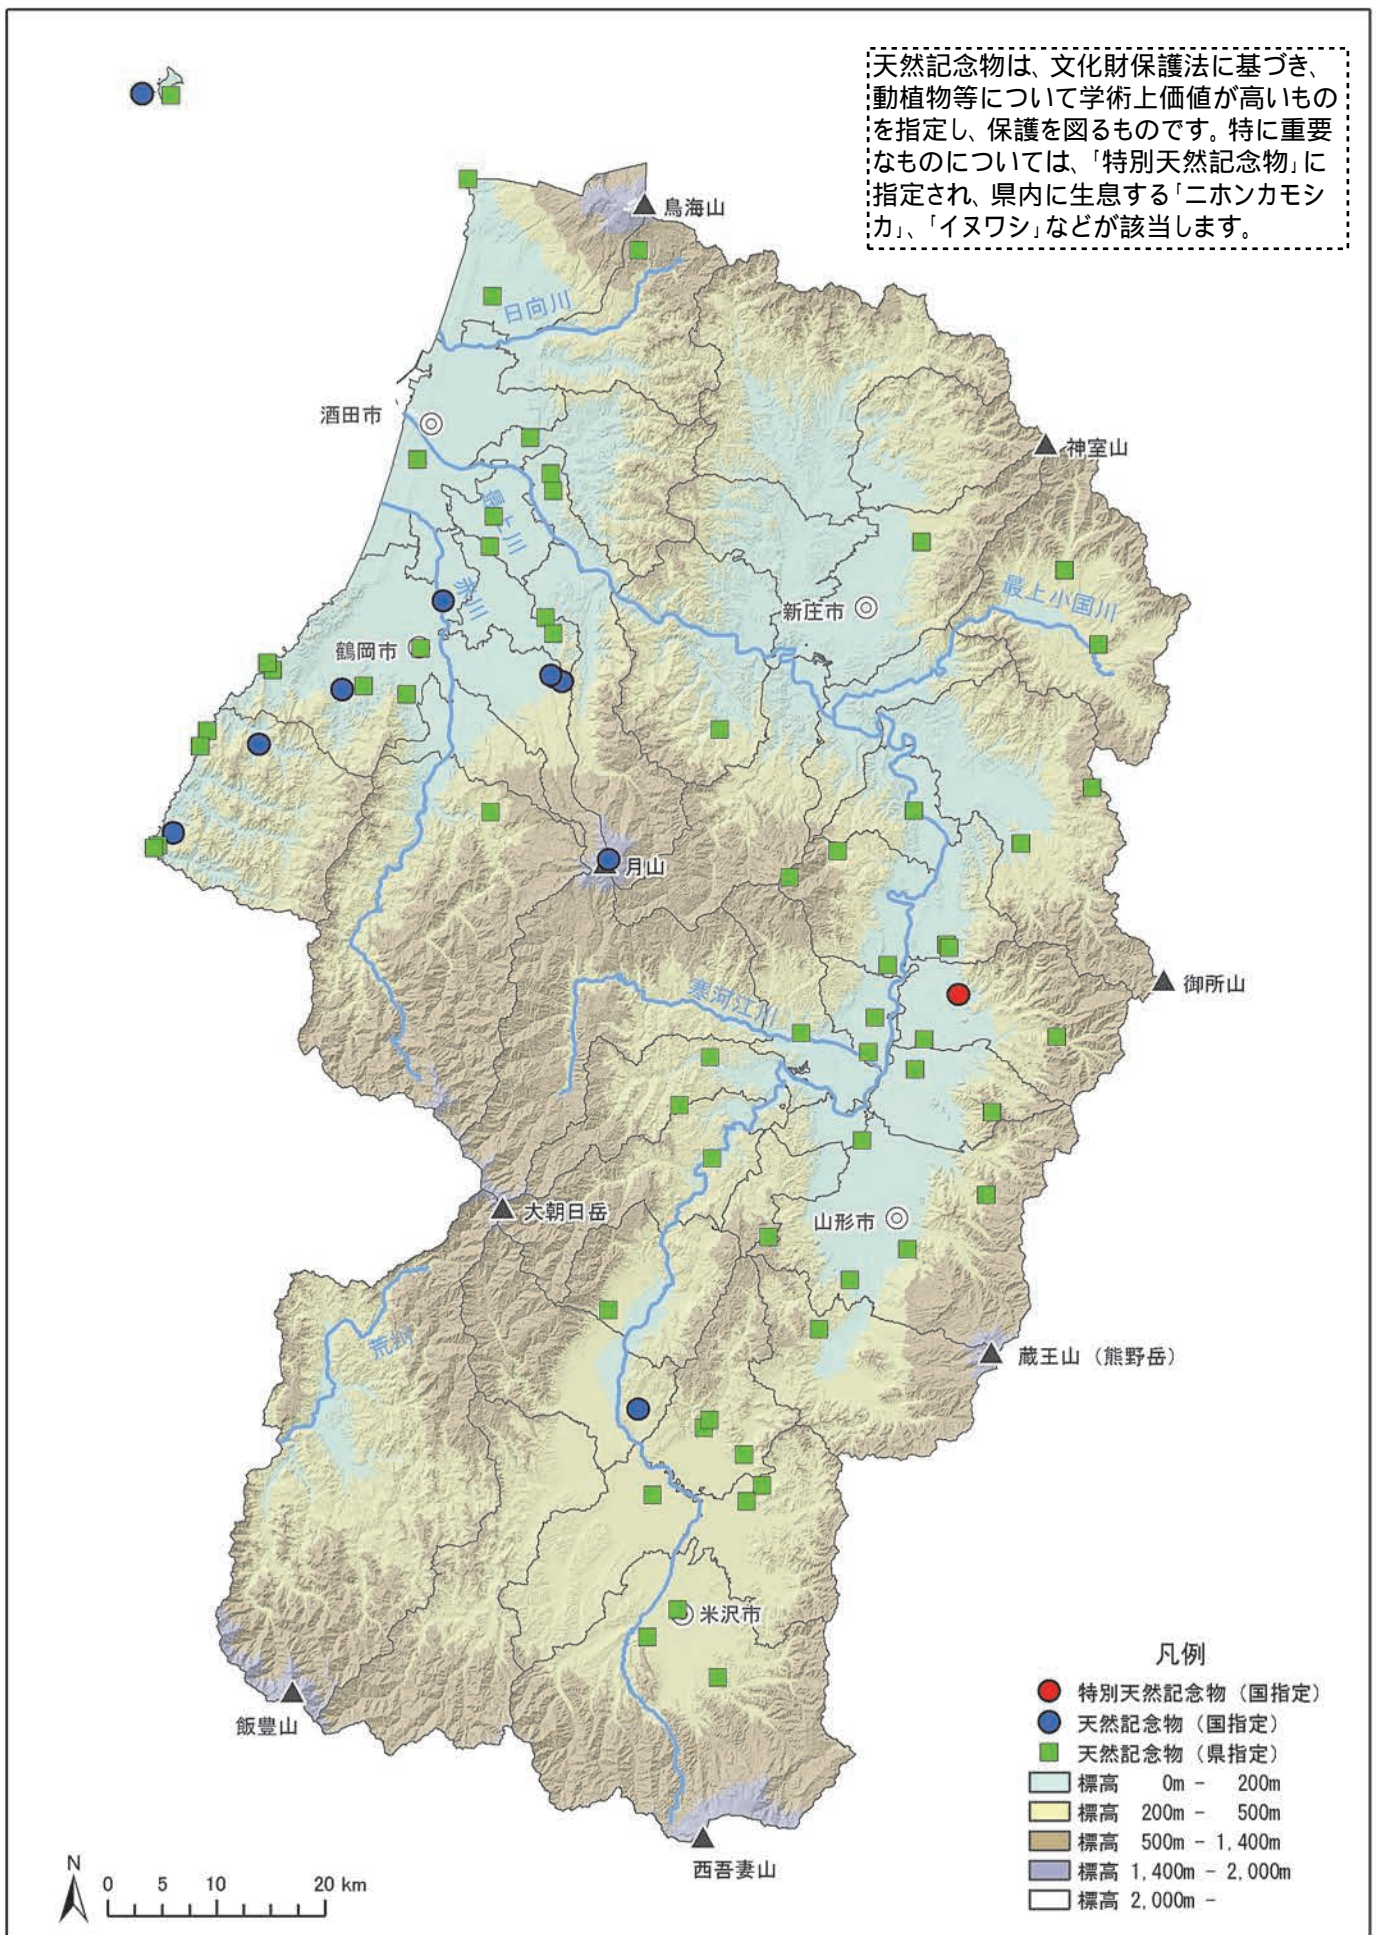 天然記念物は、文化財保護法に基づき、
動植物等について学術上価値が高いもの
を指定し、保護を図るものです。特に重要
なものについては、「特別天然記念物」に
指定され、県内に生息する「ニホンカモシ
カ」、「イヌワシ」などが該当します。
鳥海山
日向川
酒田市
神室山
最上川
赤川
最上小国川
新庄市
鶴岡市
月山
御所山
寒河江川
大朝日岳
山形市
荒川
蔵王山（熊野岳）
米沢市
飯豊山
西吾妻山
凡例
特別天然記念物（国指定）
天然記念物（国指定）
天然記念物（県指定）
標高 0m - 200m
標高 200m - 500m
標高 500m - 1,400m
標高 1,400m - 2,000m
標高 2,000m -
N
0 5 10 20 km